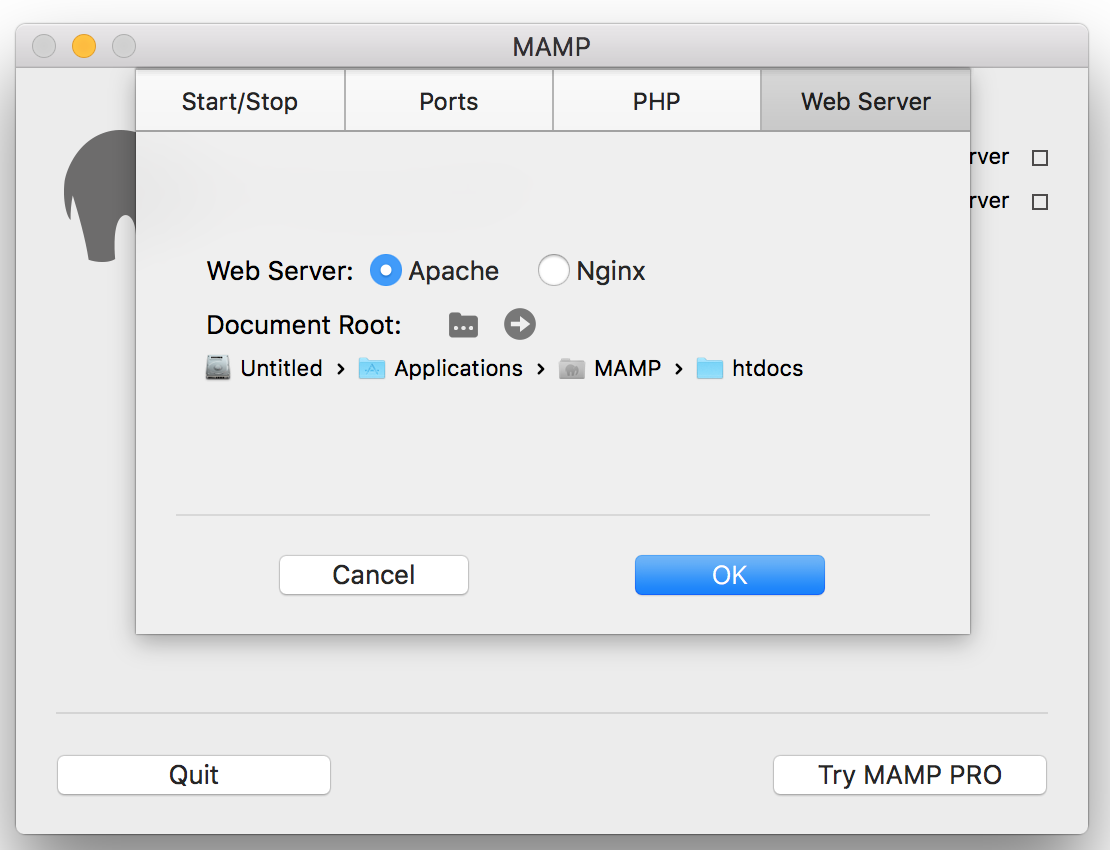 MAMP
Start/Stop
Ports
PHP
Web Server
rver
rver
Web Server: Apache Nginx
Document Root:
Untitled › Applications › MAMP › htdocs
Cancel
OK
Quit
Try MAMP PRO